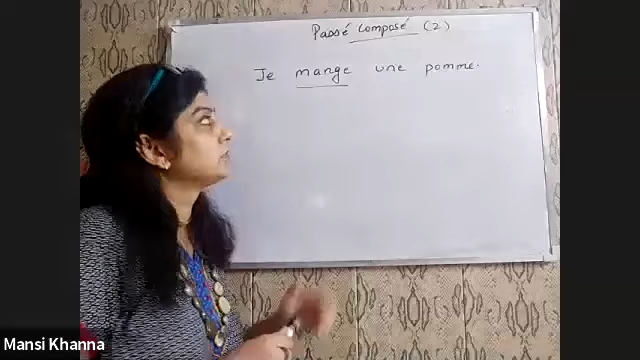 Passé Composé (2)
Je mange une pomme.
Mansi Khanna